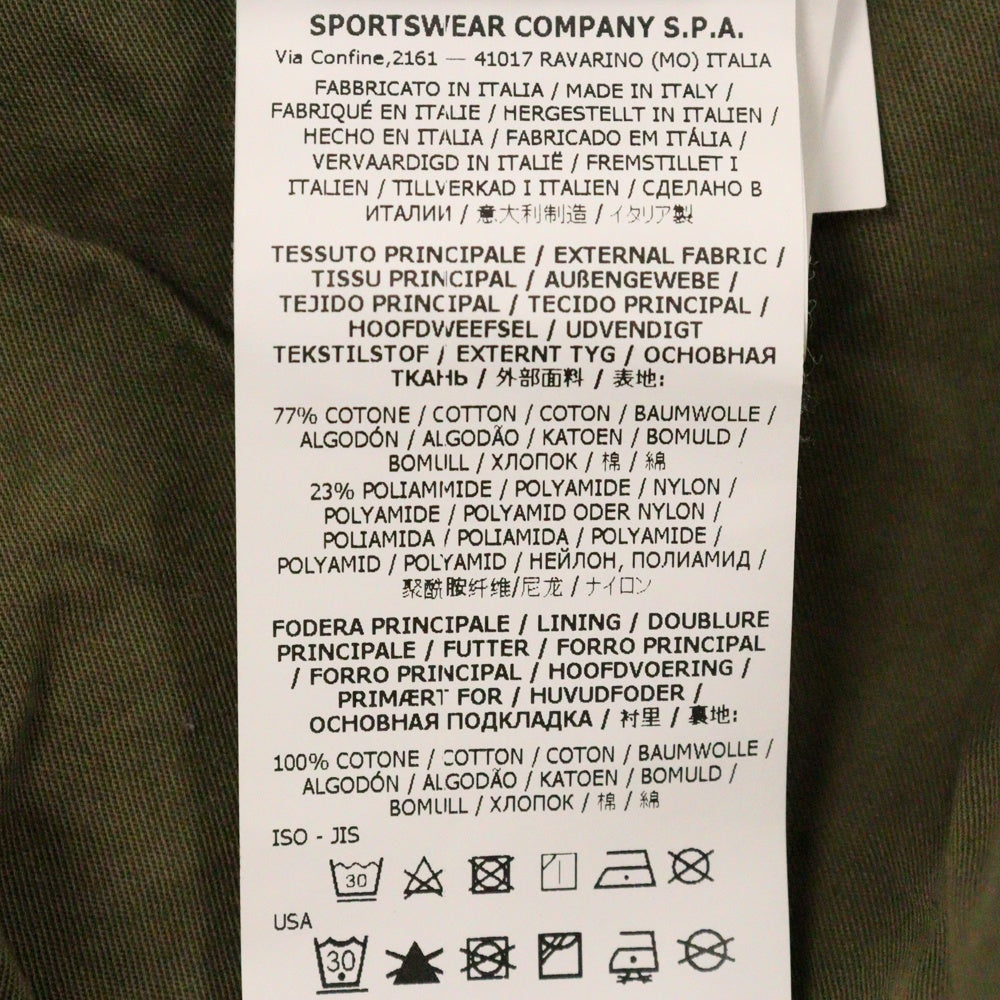 SPORTSWEAR COMPANY S.P.A.
Via Confine,2161 — 41017 RAVARINO (MO) ITALIA
FABBRICATO IN ITALIA / MADE IN ITALY /
FABRIQUÉ EN ITALIE / HERGESTELLT IN ITALIEN /
HECHO EN ITALIA / FABRICADO EM ITÁLIA /
VERVAARDIGD IN ITALIË / FREMSTILLET I
ITALIEN / TILLVERKAD I ITALIEN / СДЕЛАНО В
ИТАЛИИ / 意大利制造 / イタリア製
TESSUTO PRINCIPALE / EXTERNAL FABRIC /
TISSU PRINCIPAL / AUßENGEWEBE /
TEJIDO PRINCIPAL / TECIDO PRINCIPAL /
HOOFDWEEFSEL / UDVENDIGT
TEKSTILSTOF / EXTERNT TYG / ОСНОВНАЯ
ТКАНЬ / 外部面料 / 表地:
77% COTONE / COTTON / COTON / BAUMWOLLE /
ALGODÓN / ALGODÃO / KATOEN / BOMULD /
BOMULL / ХЛОПОК / 棉 / 綿
23% POLIAMMIDE / POLYAMIDE / NYLON /
POLYAMIDE / POLYAMID ODER NYLON /
POLIAMIDA / POLIAMIDA / POLYAMIDE /
POLYAMID / POLYAMID / НЕЙЛОН, ПОЛИАМИД /
聚酰胺纤维/尼龙 / ナイロン
FODERA PRINCIPALE / LINING / DOUBLURE
PRINCIPALE / FUTTER / FORRO PRINCIPAL
/ FORRO PRINCIPAL / HOOFDVOERING /
PRIMÆRT FOR / HUVUDFODER /
ОСНОВНАЯ ПОДКЛАДКА / 衬里 / 裏地:
100% COTONE / COTTON / COTON / BAUMWOLLE /
ALGODÓN / ALGODÃO / KATOEN / BOMULD /
BOMULL / ХЛОПОК / 棉 / 綿
ISO - JIS
30
USA
30